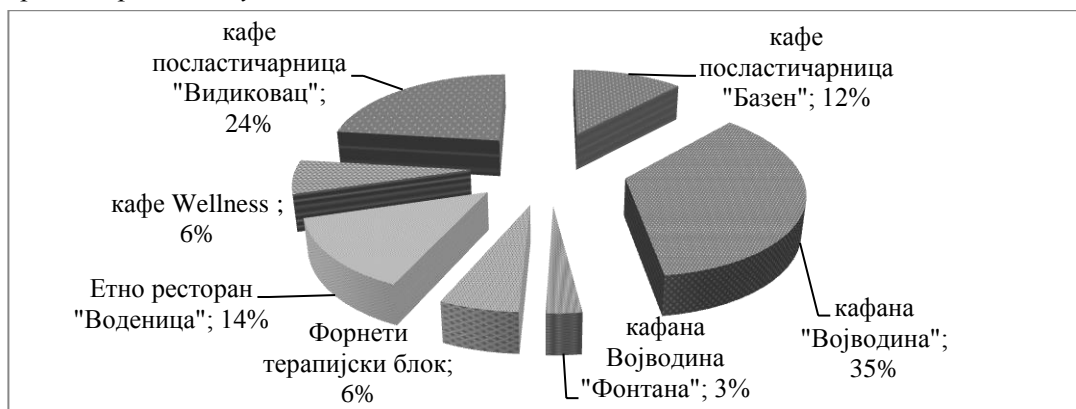 кафе
посластичарница
"Видиковац";
24%
кафе
посластичарница
"Базен"; 12%
кафе Wellness ;
6%
Етно ресторан
"Воденица"; 14%
Форнети
терапијски блок;
6%
кафана
Војводина
"Фонтана"; 3%
кафана
"Војводина";
35%